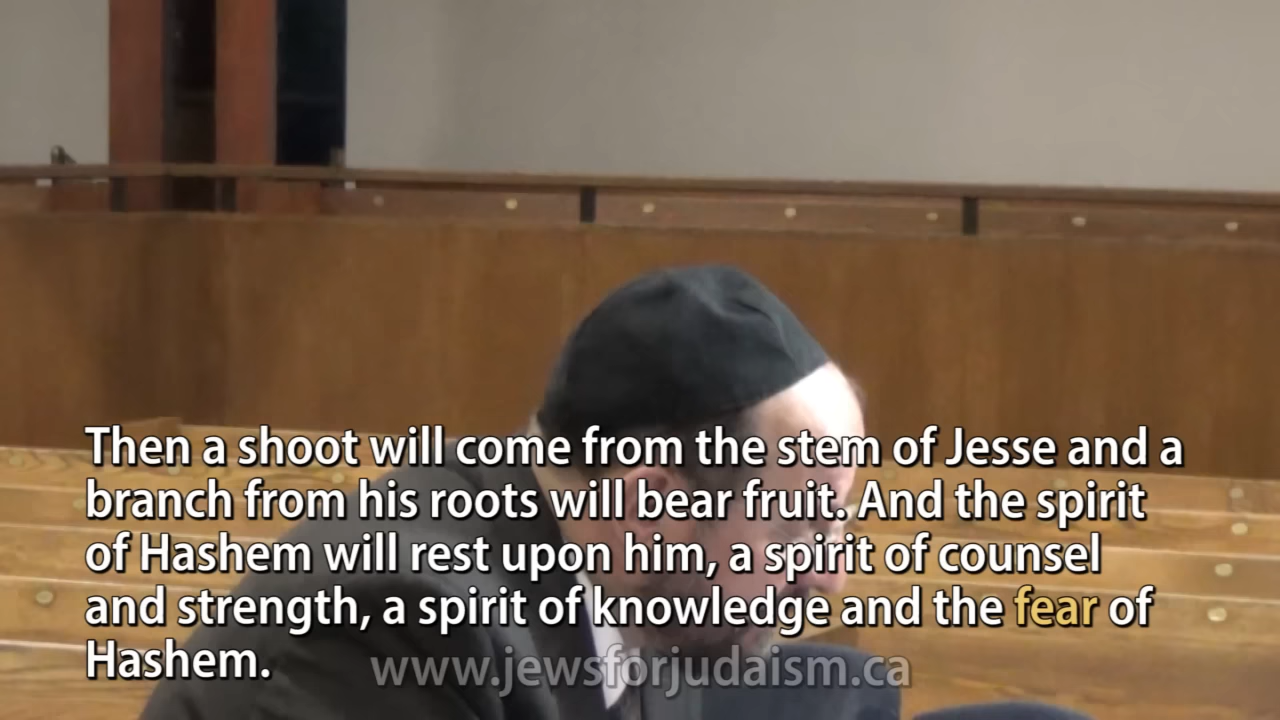 Then a shoot will come from the stem of Jesse and a
branch from his roots will bear fruit. And the spirit
of Hashem will rest upon him, a spirit of counsel
and strength, a spirit of knowledge and the fear of
Hashem.
www.jewsforjudaism.ca